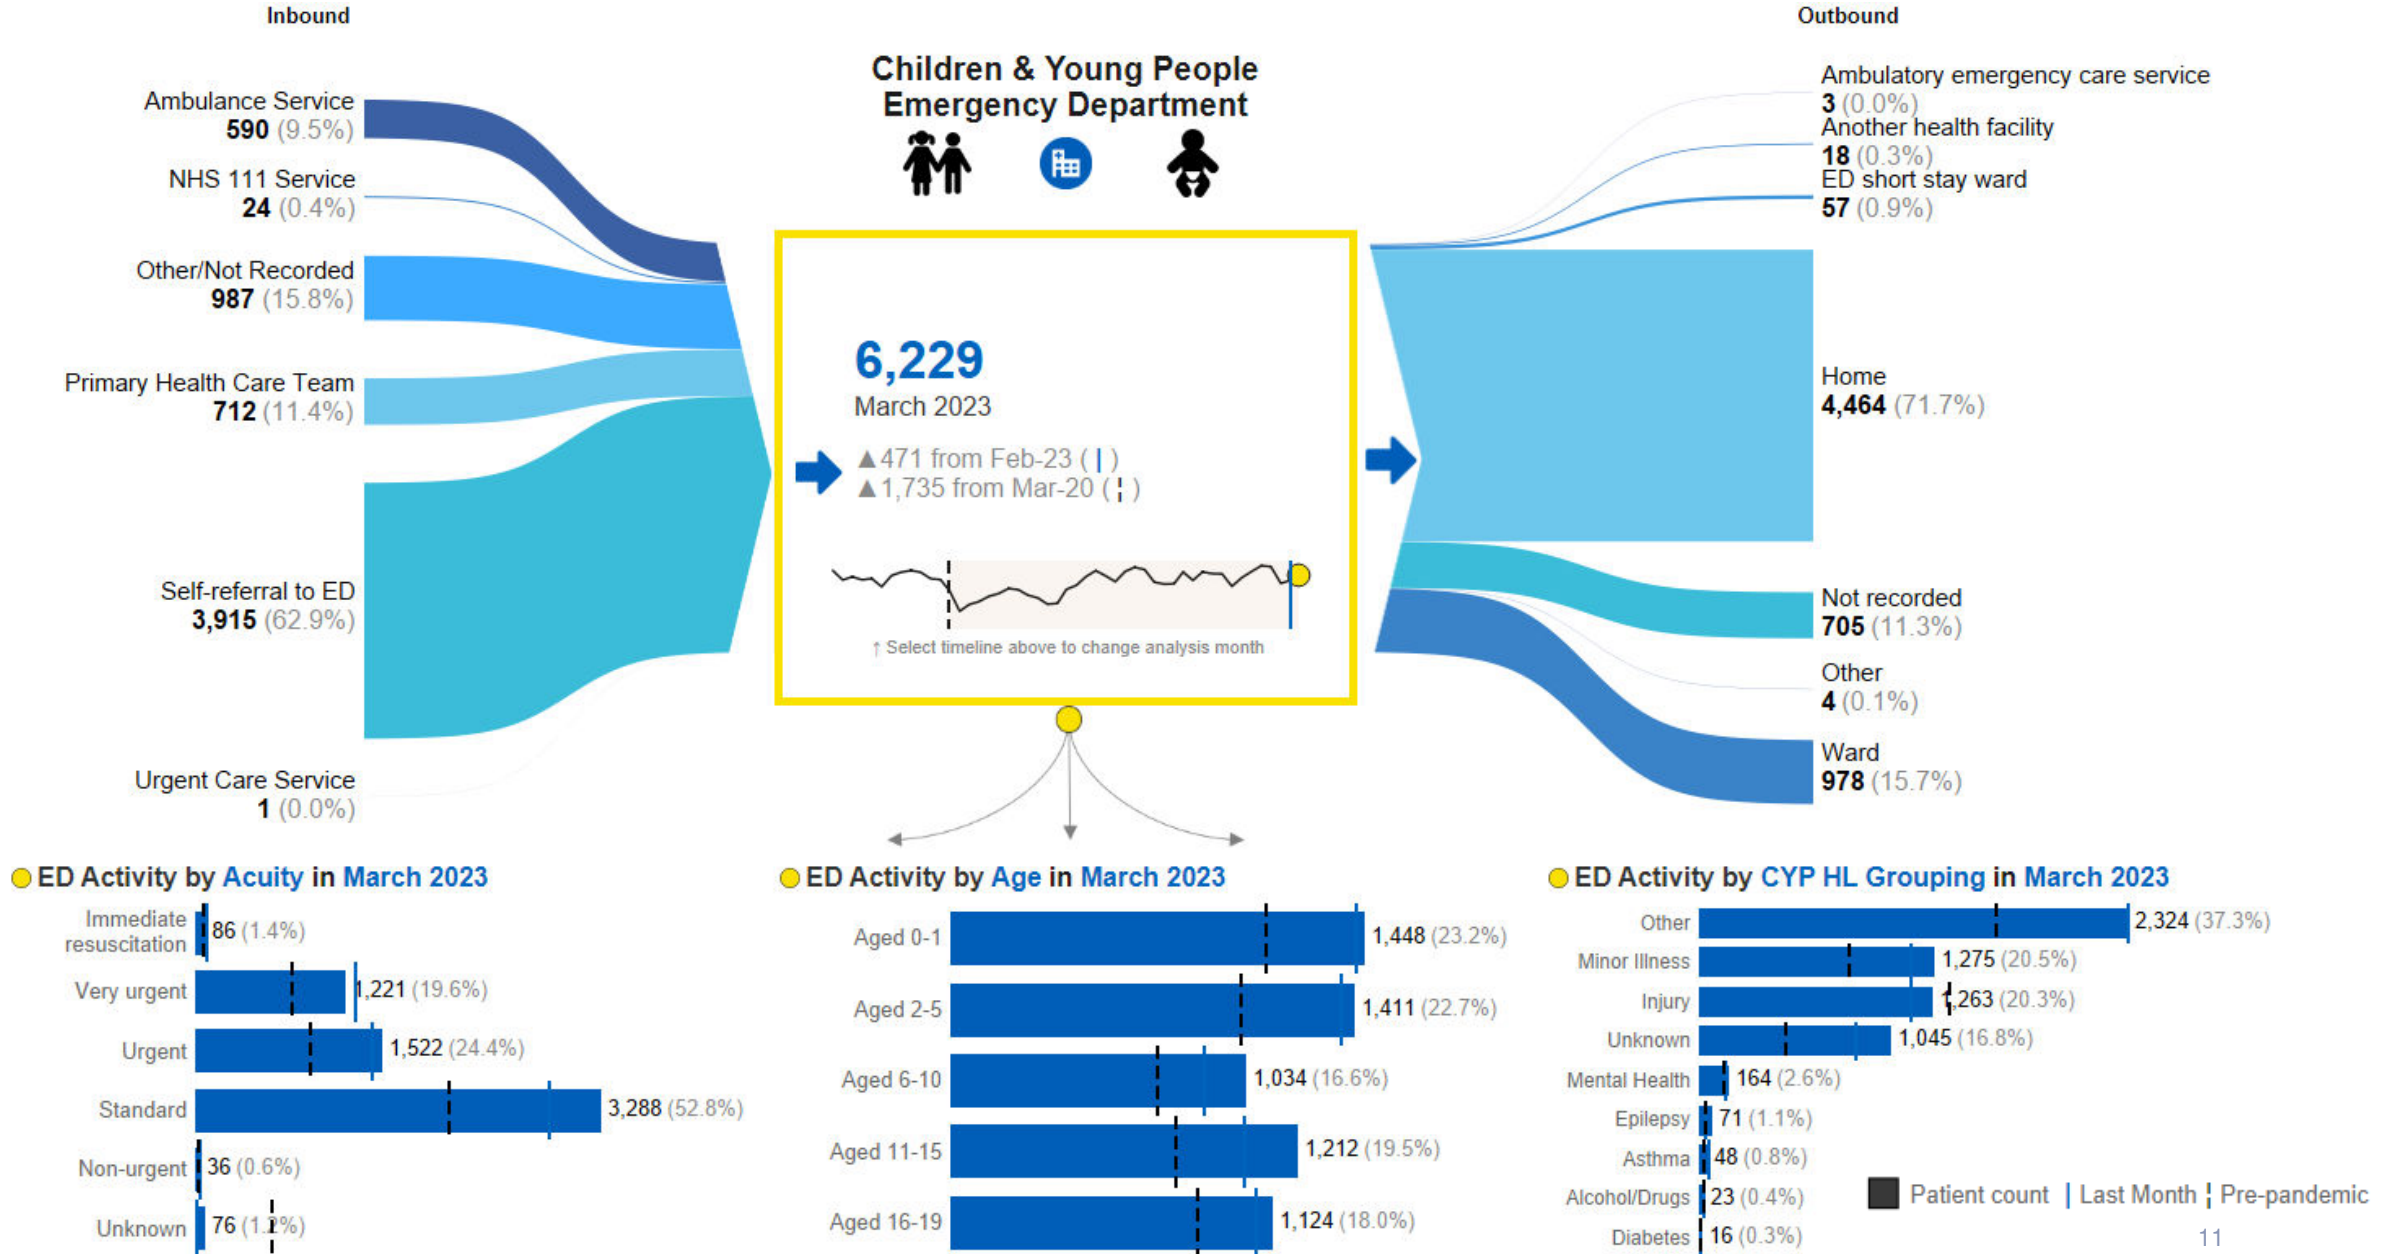 Inbound
Outbound
Children & Young People
Emergency Department
Ambulance Service
590 (9.5%)
NHS 111 Service
24 (0.4%)
Other/Not Recorded
987 (15.8%)
Primary Health Care Team
712 (11.4%)
Self-referral to ED
3,915 (62.9%)
Urgent Care Service
1 (0.0%)
6,229
March 2023
▲471 from Feb-23 ( | )
▲1,735 from Mar-20 ( ¦ )
↑ Select timeline above to change analysis month
Ambulatory emergency care service
3 (0.0%)
Another health facility
18 (0.3%)
ED short stay ward
57 (0.9%)
Home
4,464 (71.7%)
Not recorded
705 (11.3%)
Other
4 (0.1%)
Ward
978 (15.7%)
ED Activity by Acuity in March 2023
Immediate
resuscitation
86 (1.4%)
Very urgent
1,221 (19.6%)
Urgent
1,522 (24.4%)
Standard
3,288 (52.8%)
Non-urgent
36 (0.6%)
Unknown
76 (1.2%)
ED Activity by Age in March 2023
Aged 0-1
1,448 (23.2%)
Aged 2-5
1,411 (22.7%)
Aged 6-10
1,034 (16.6%)
Aged 11-15
1,212 (19.5%)
Aged 16-19
1,124 (18.0%)
ED Activity by CYP HL Grouping in March 2023
Other
2,324 (37.3%)
Minor Illness
1,275 (20.5%)
Injury
1,263 (20.3%)
Unknown
1,045 (16.8%)
Mental Health
164 (2.6%)
Epilepsy
71 (1.1%)
Asthma
48 (0.8%)
Alcohol/Drugs
23 (0.4%)
Diabetes
16 (0.3%)
Patient count | Last Month ¦ Pre-pandemic
11